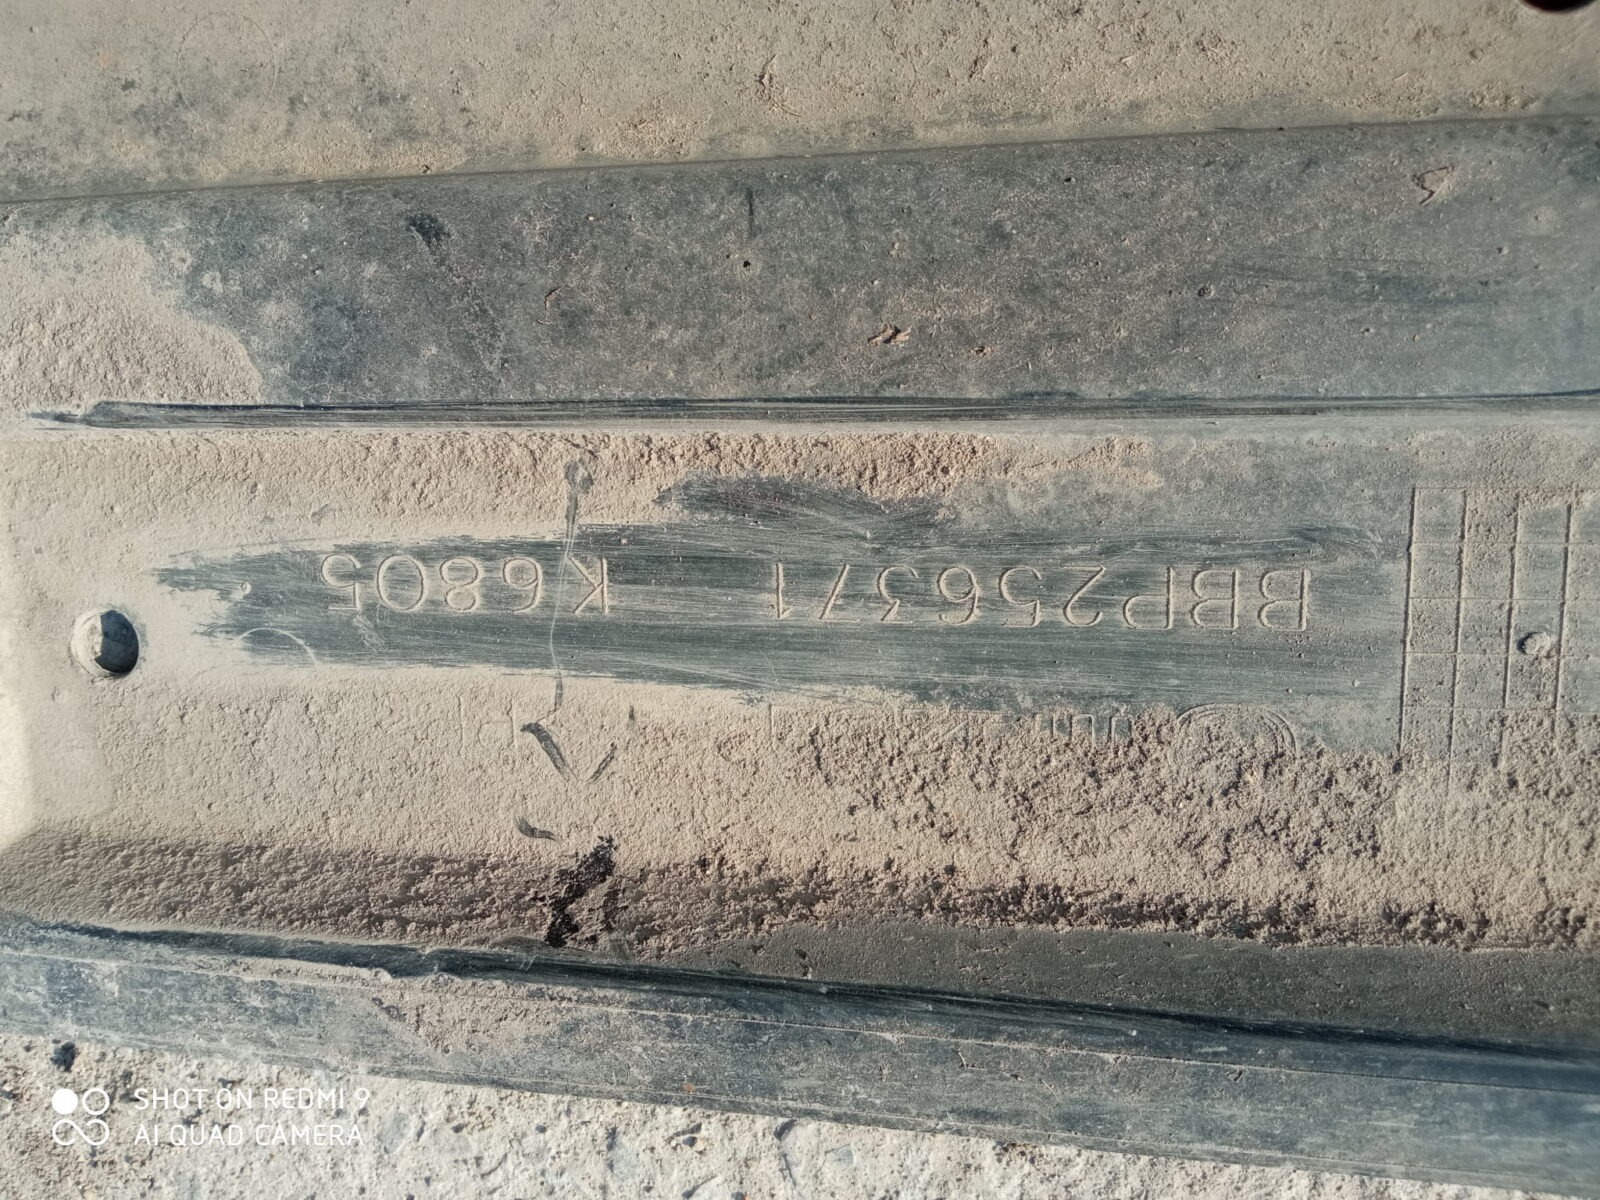 BBP256371 K6805
SHOT ON REDMI 9
AI QUAD CAMERA